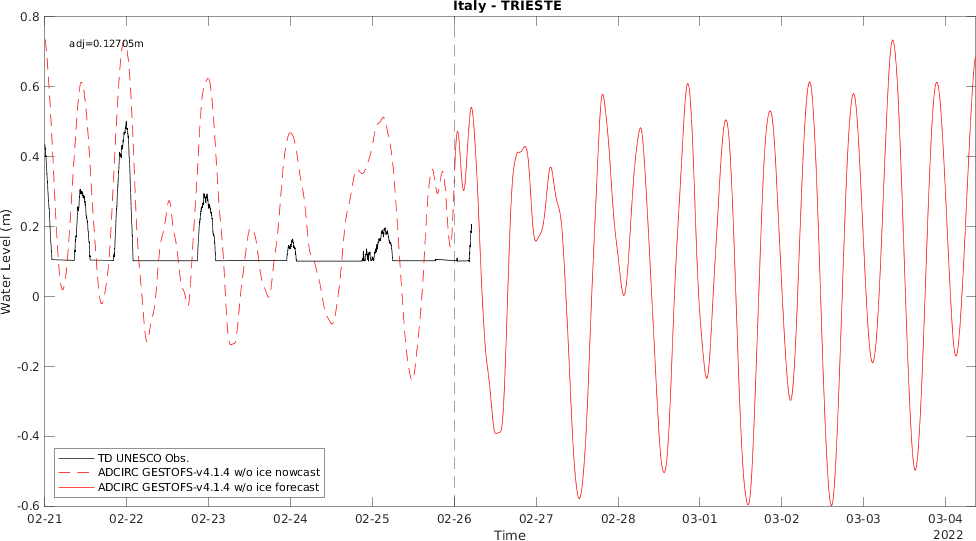 Italy - TRIESTE
adj=0.12705m
Water Level (m)
0.8
0.6
0.4
0.2
0
-0.2
-0.4
-0.6
TD UNESCO Obs.
ADCIRC GESTOFS-v4.1.4 w/o ice nowcast
ADCIRC GESTOFS-v4.1.4 w/o ice forecast
02-21 02-22 02-23 02-24 02-25 02-26 02-27 02-28 03-01 03-02 03-03 03-04
Time
2022